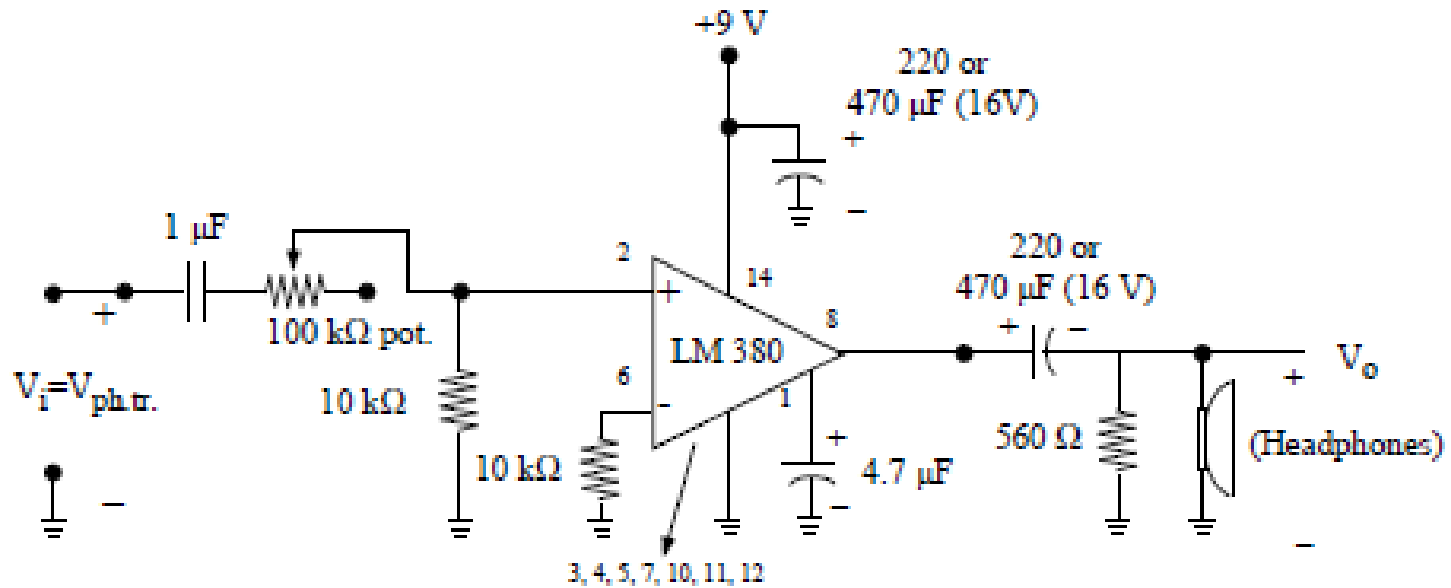 +9 V
220 or
470 μF (16V)
+
–
1 μF
2
14
220 or
470 μF (16 V)
+
–
8
+
+
100 kΩ pot.
LM 380
Vo
+
Vi=Vph.tr.
10 kΩ
6
–
1
560 Ω
(Headphones)
10 kΩ
+
4.7 μF
–
–
–
3, 4, 5, 7, 10, 11, 12